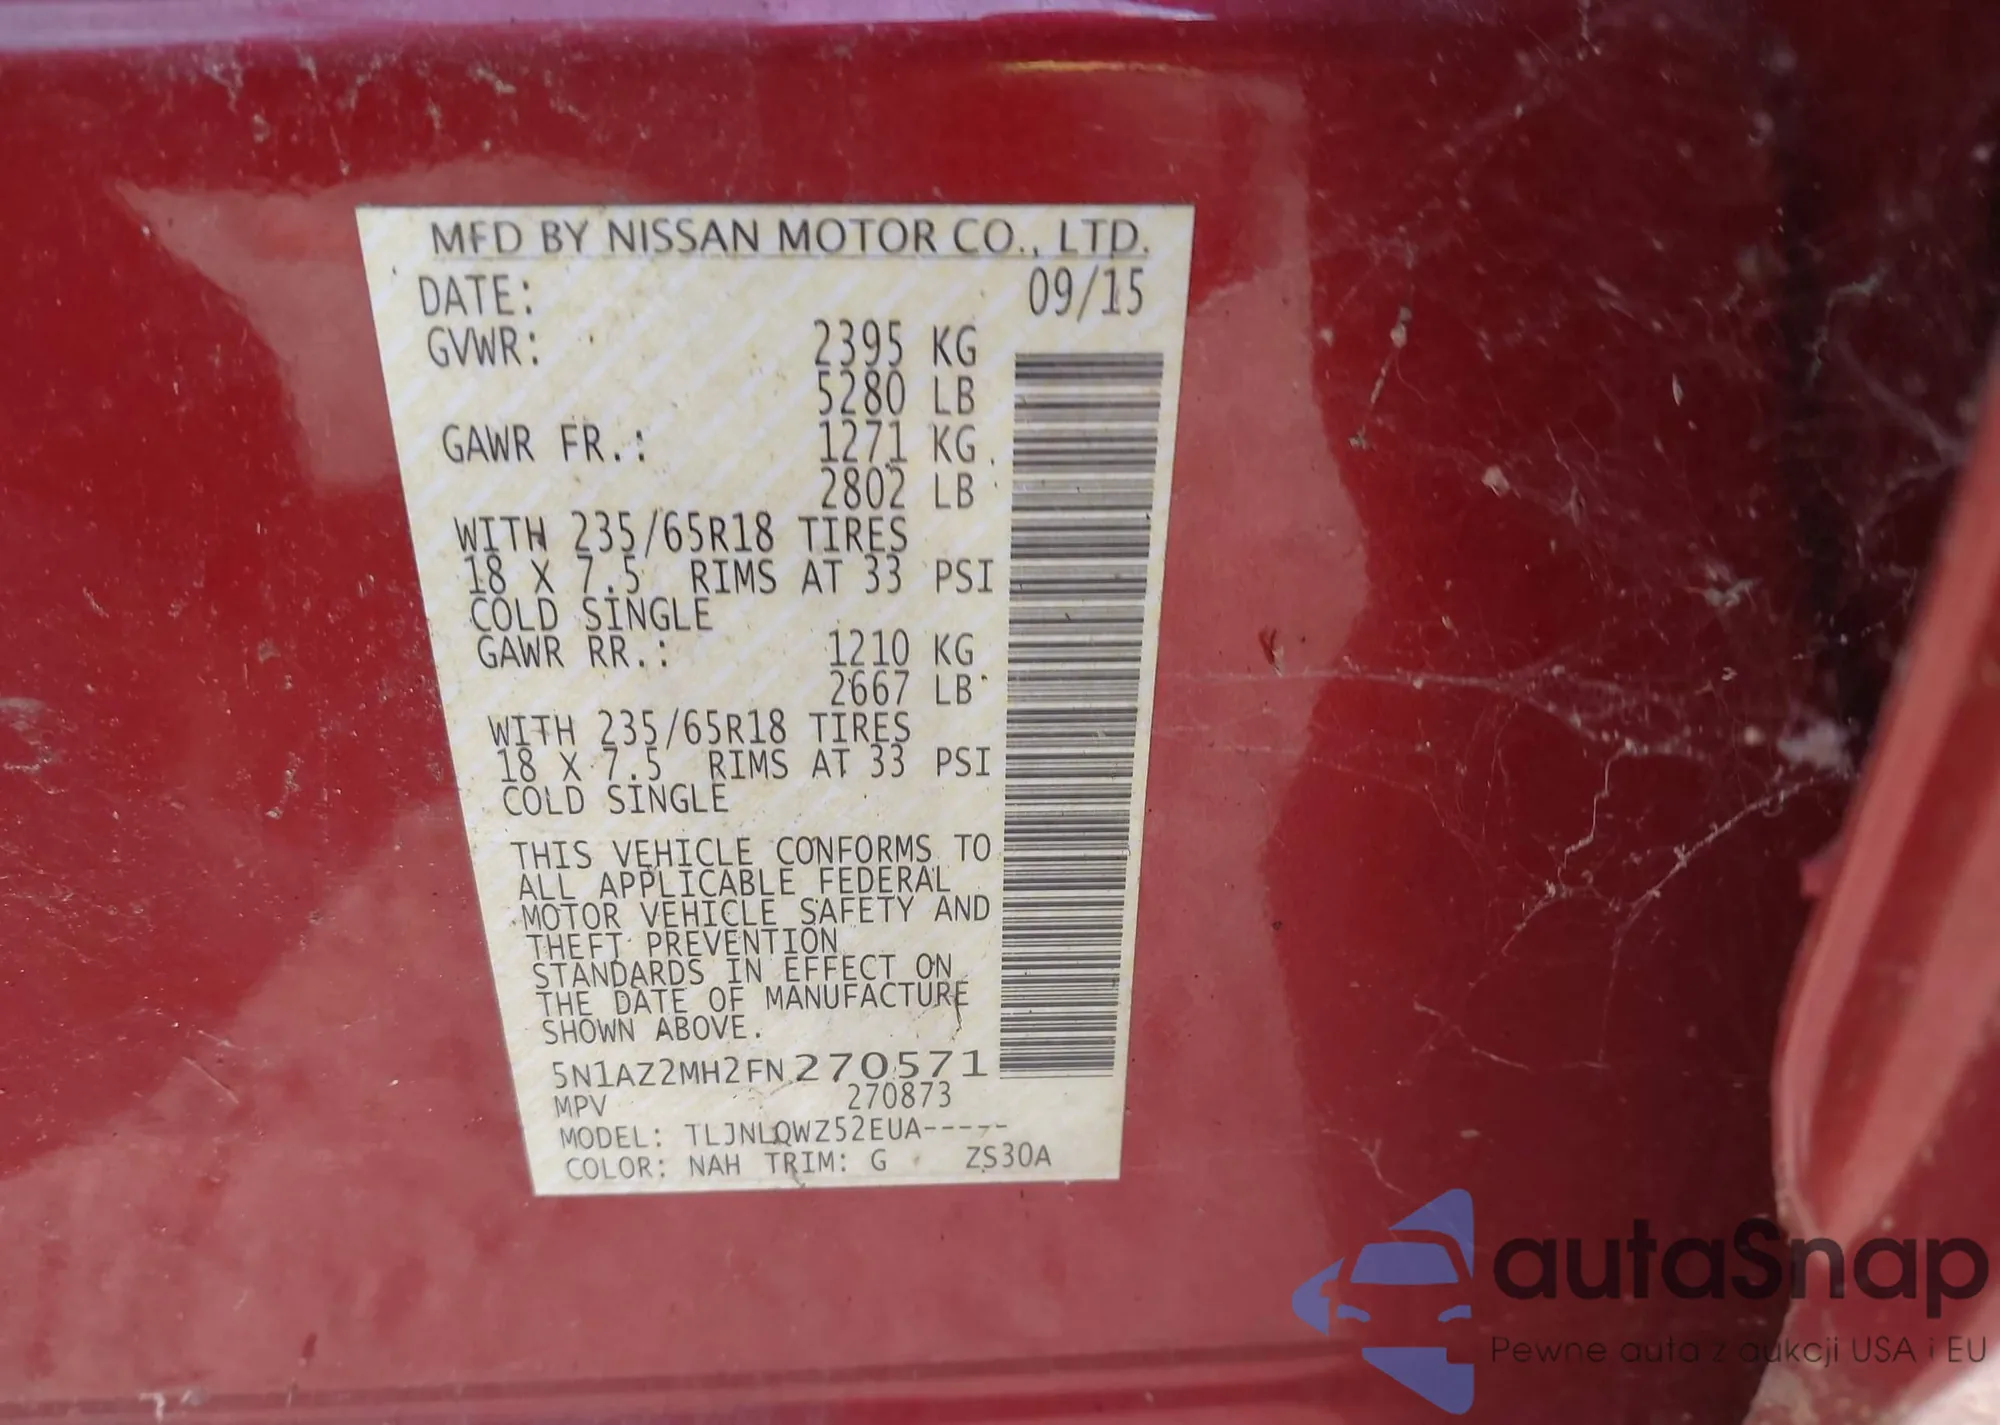 MFD BY NISSAN MOTOR CO., LTD.
DATE: 09/15
GVWR: 2395 KG
5280 LB
GAWR FR.: 1271 KG
2802 LB
WITH 235/65R18 TIRES
18 X 7.5 RIMS AT 33 PSI
COLD SINGLE
GAWR RR.: 1210 KG
2667 LB
WITH 235/65R18 TIRES
18 X 7.5 RIMS AT 33 PSI
COLD SINGLE
THIS VEHICLE CONFORMS TO
ALL APPLICABLE FEDERAL
MOTOR VEHICLE SAFETY AND
THEFT PREVENTION
STANDARDS IN EFFECT ON
THE DATE OF MANUFACTURE
SHOWN ABOVE.
5N1AZ2MH2FN270571
MPV 270873
MODEL: TLJNLQWZ52EUA-----
COLOR: NAH TRIM: G ZS30A
autaSnap
Pewne auta z aukcji USA i EU